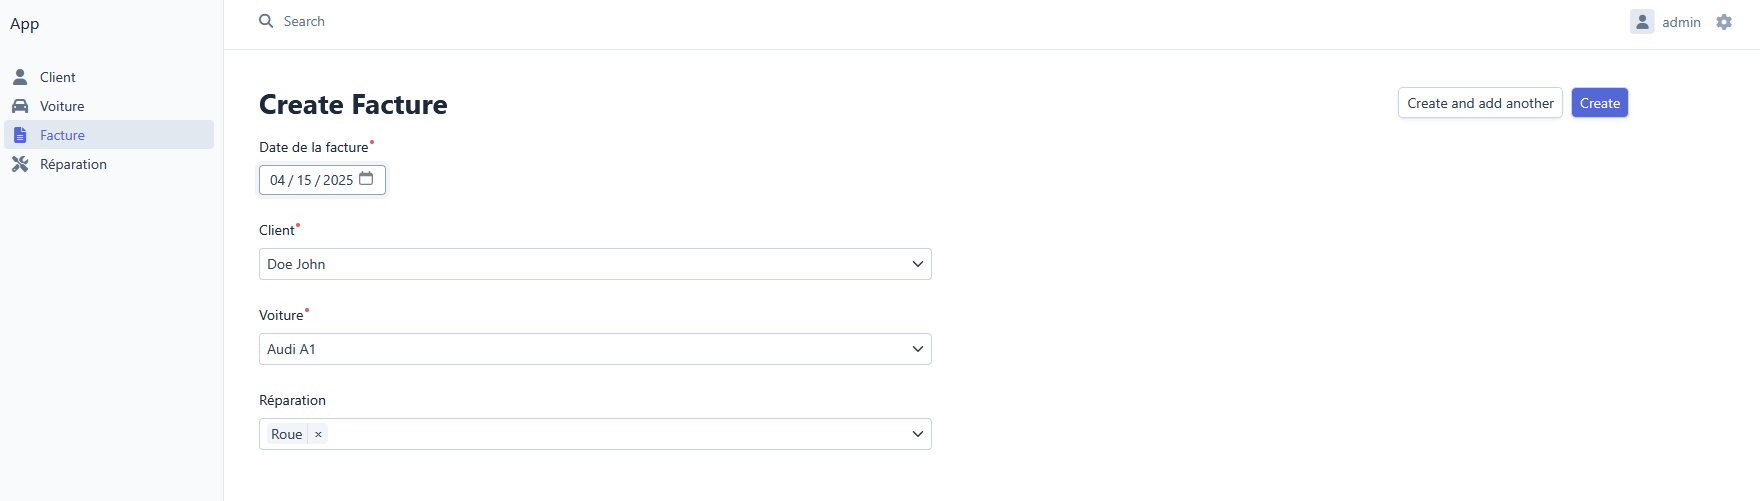 App
Search
admin
Client
Voiture
Facture
Réparation
Create Facture
Create and add another
Create
Date de la facture
04 / 15 / 2025
Client
Doe John
Voiture
Audi A1
Réparation
Roue ×